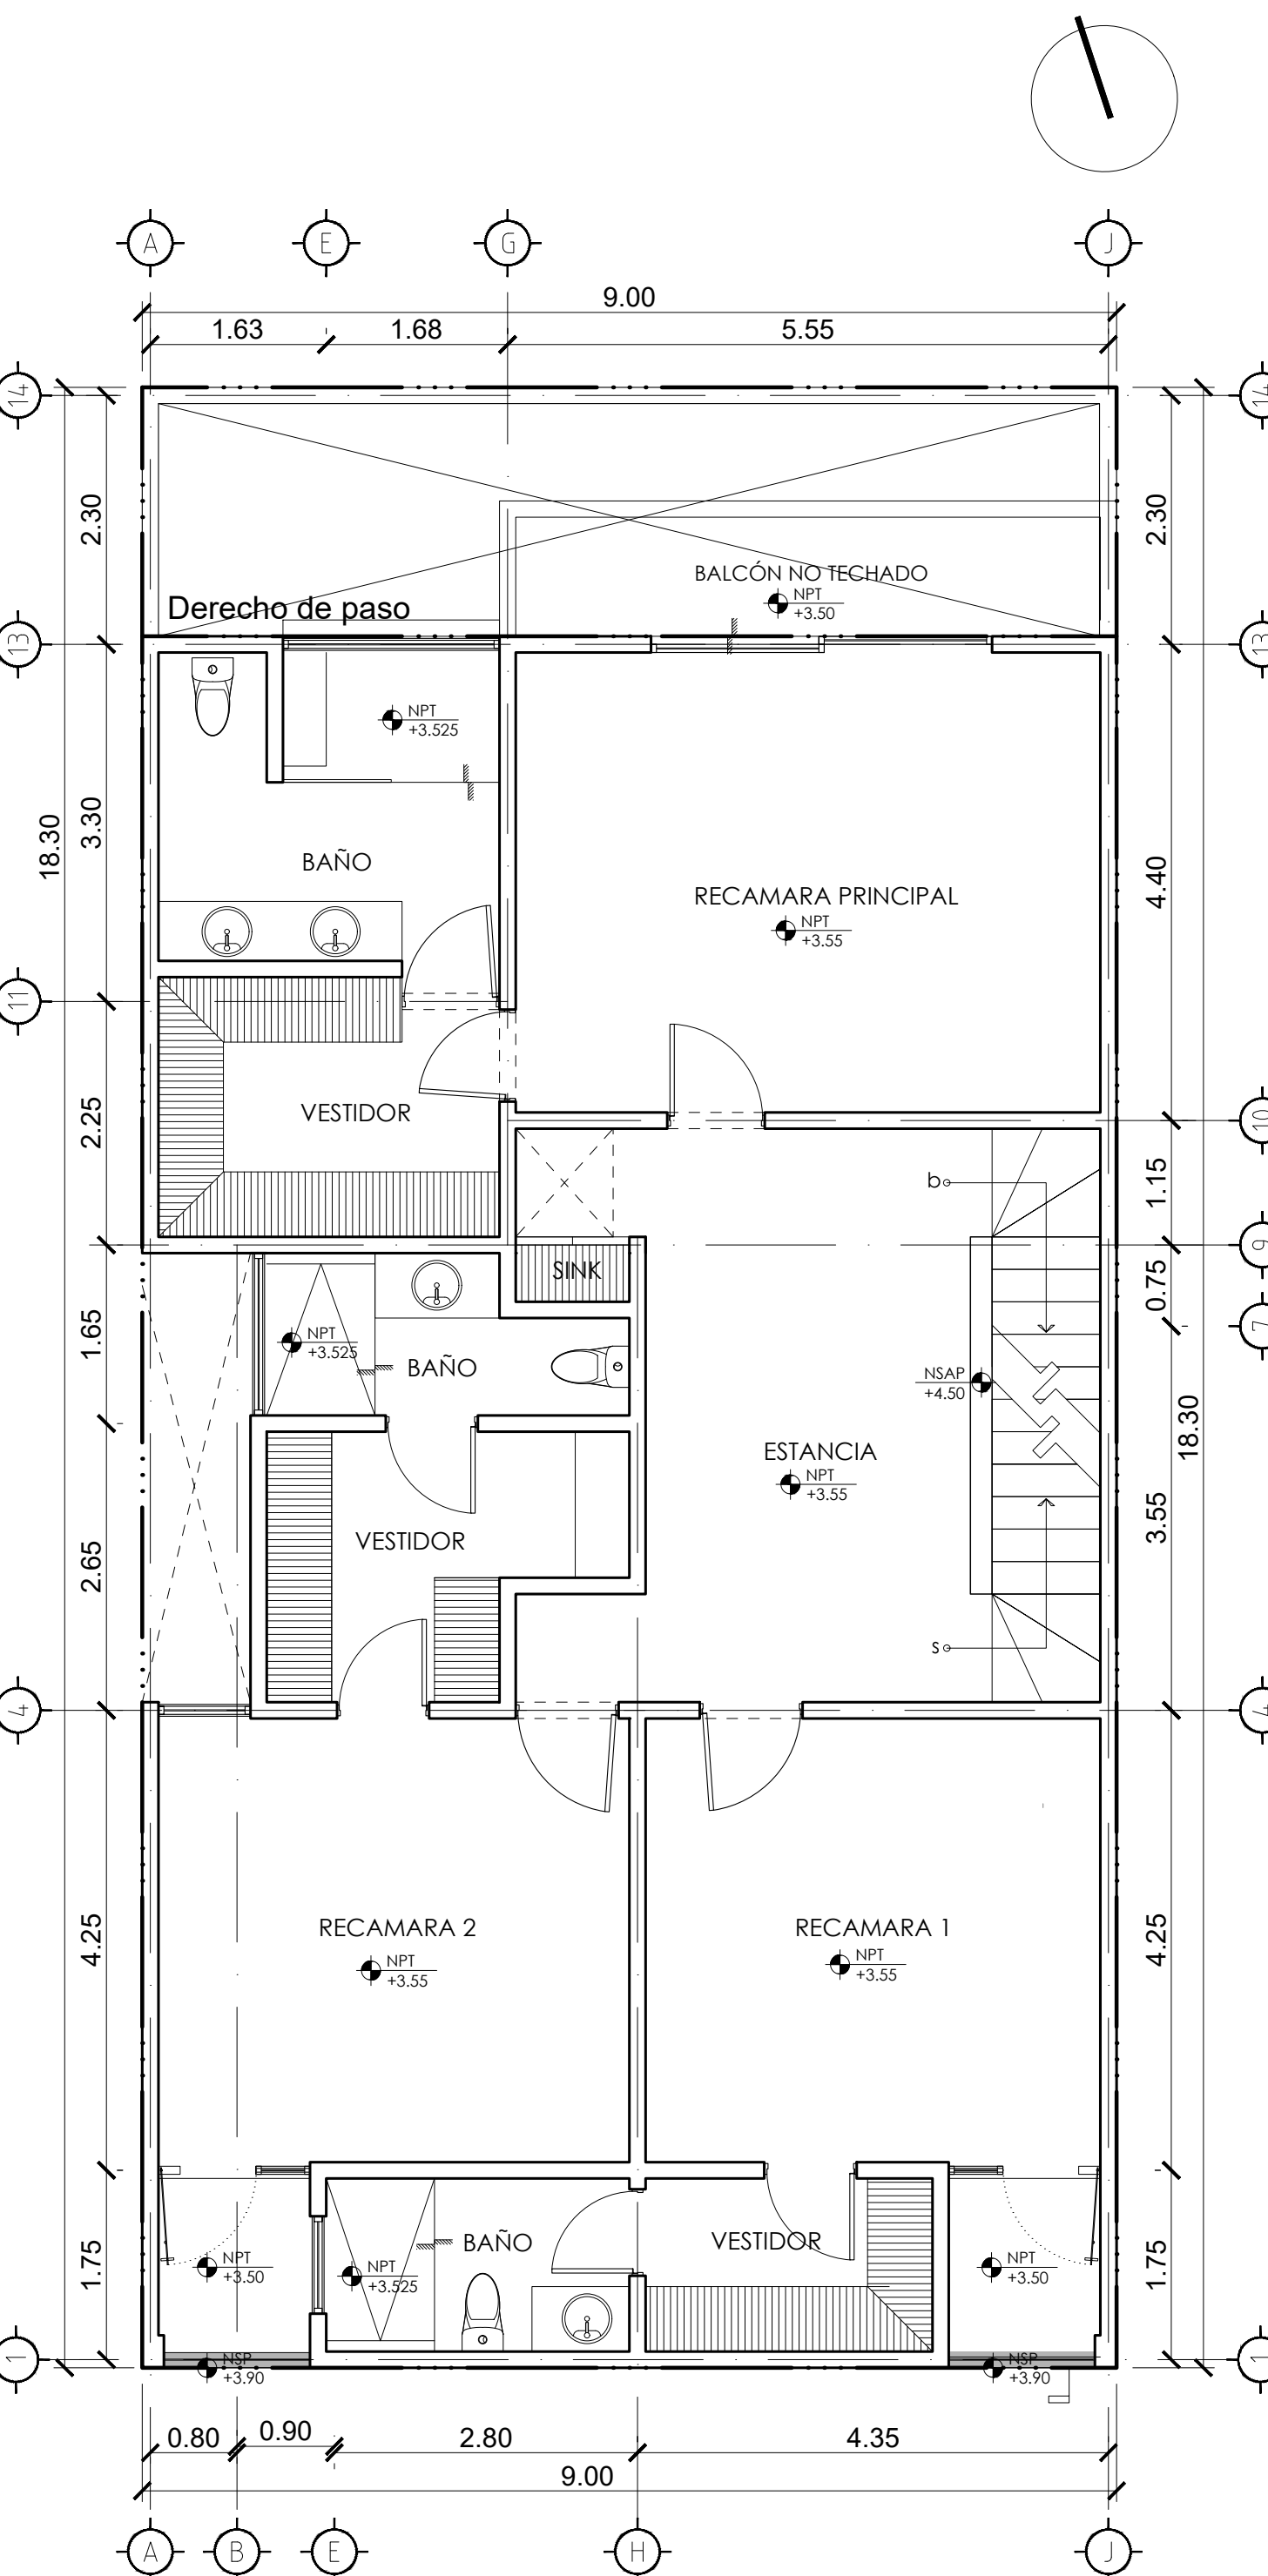 A E G J
9.00
1.63 1.68 5.55
14 14
2.30 2.30
18.30
BALCÓN NO TECHADO
NPT
+3.50
Derecho de paso
13 13
NPT
+3.525
3.30
BAÑO
4.40
RECAMARA PRINCIPAL
NPT
+3.55
11
2.25
VESTIDOR
10
1.15
b
9
SINK
0.75
7
1.65
NPT
+3.525
BAÑO
NSAP
+4.50
18.30
ESTANCIA
NPT
+3.55
3.55
VESTIDOR
2.65
s
4 4
4.25 4.25
RECAMARA 2
NPT
+3.55
RECAMARA 1
NPT
+3.55
1.75 1.75
BAÑO
VESTIDOR
NPT
+3.50
NPT
+3.525
NPT
+3.50
1 1
NSP
+3.90
NSP
+3.90
0.80 0.90 2.80 4.35
9.00
A B E H J